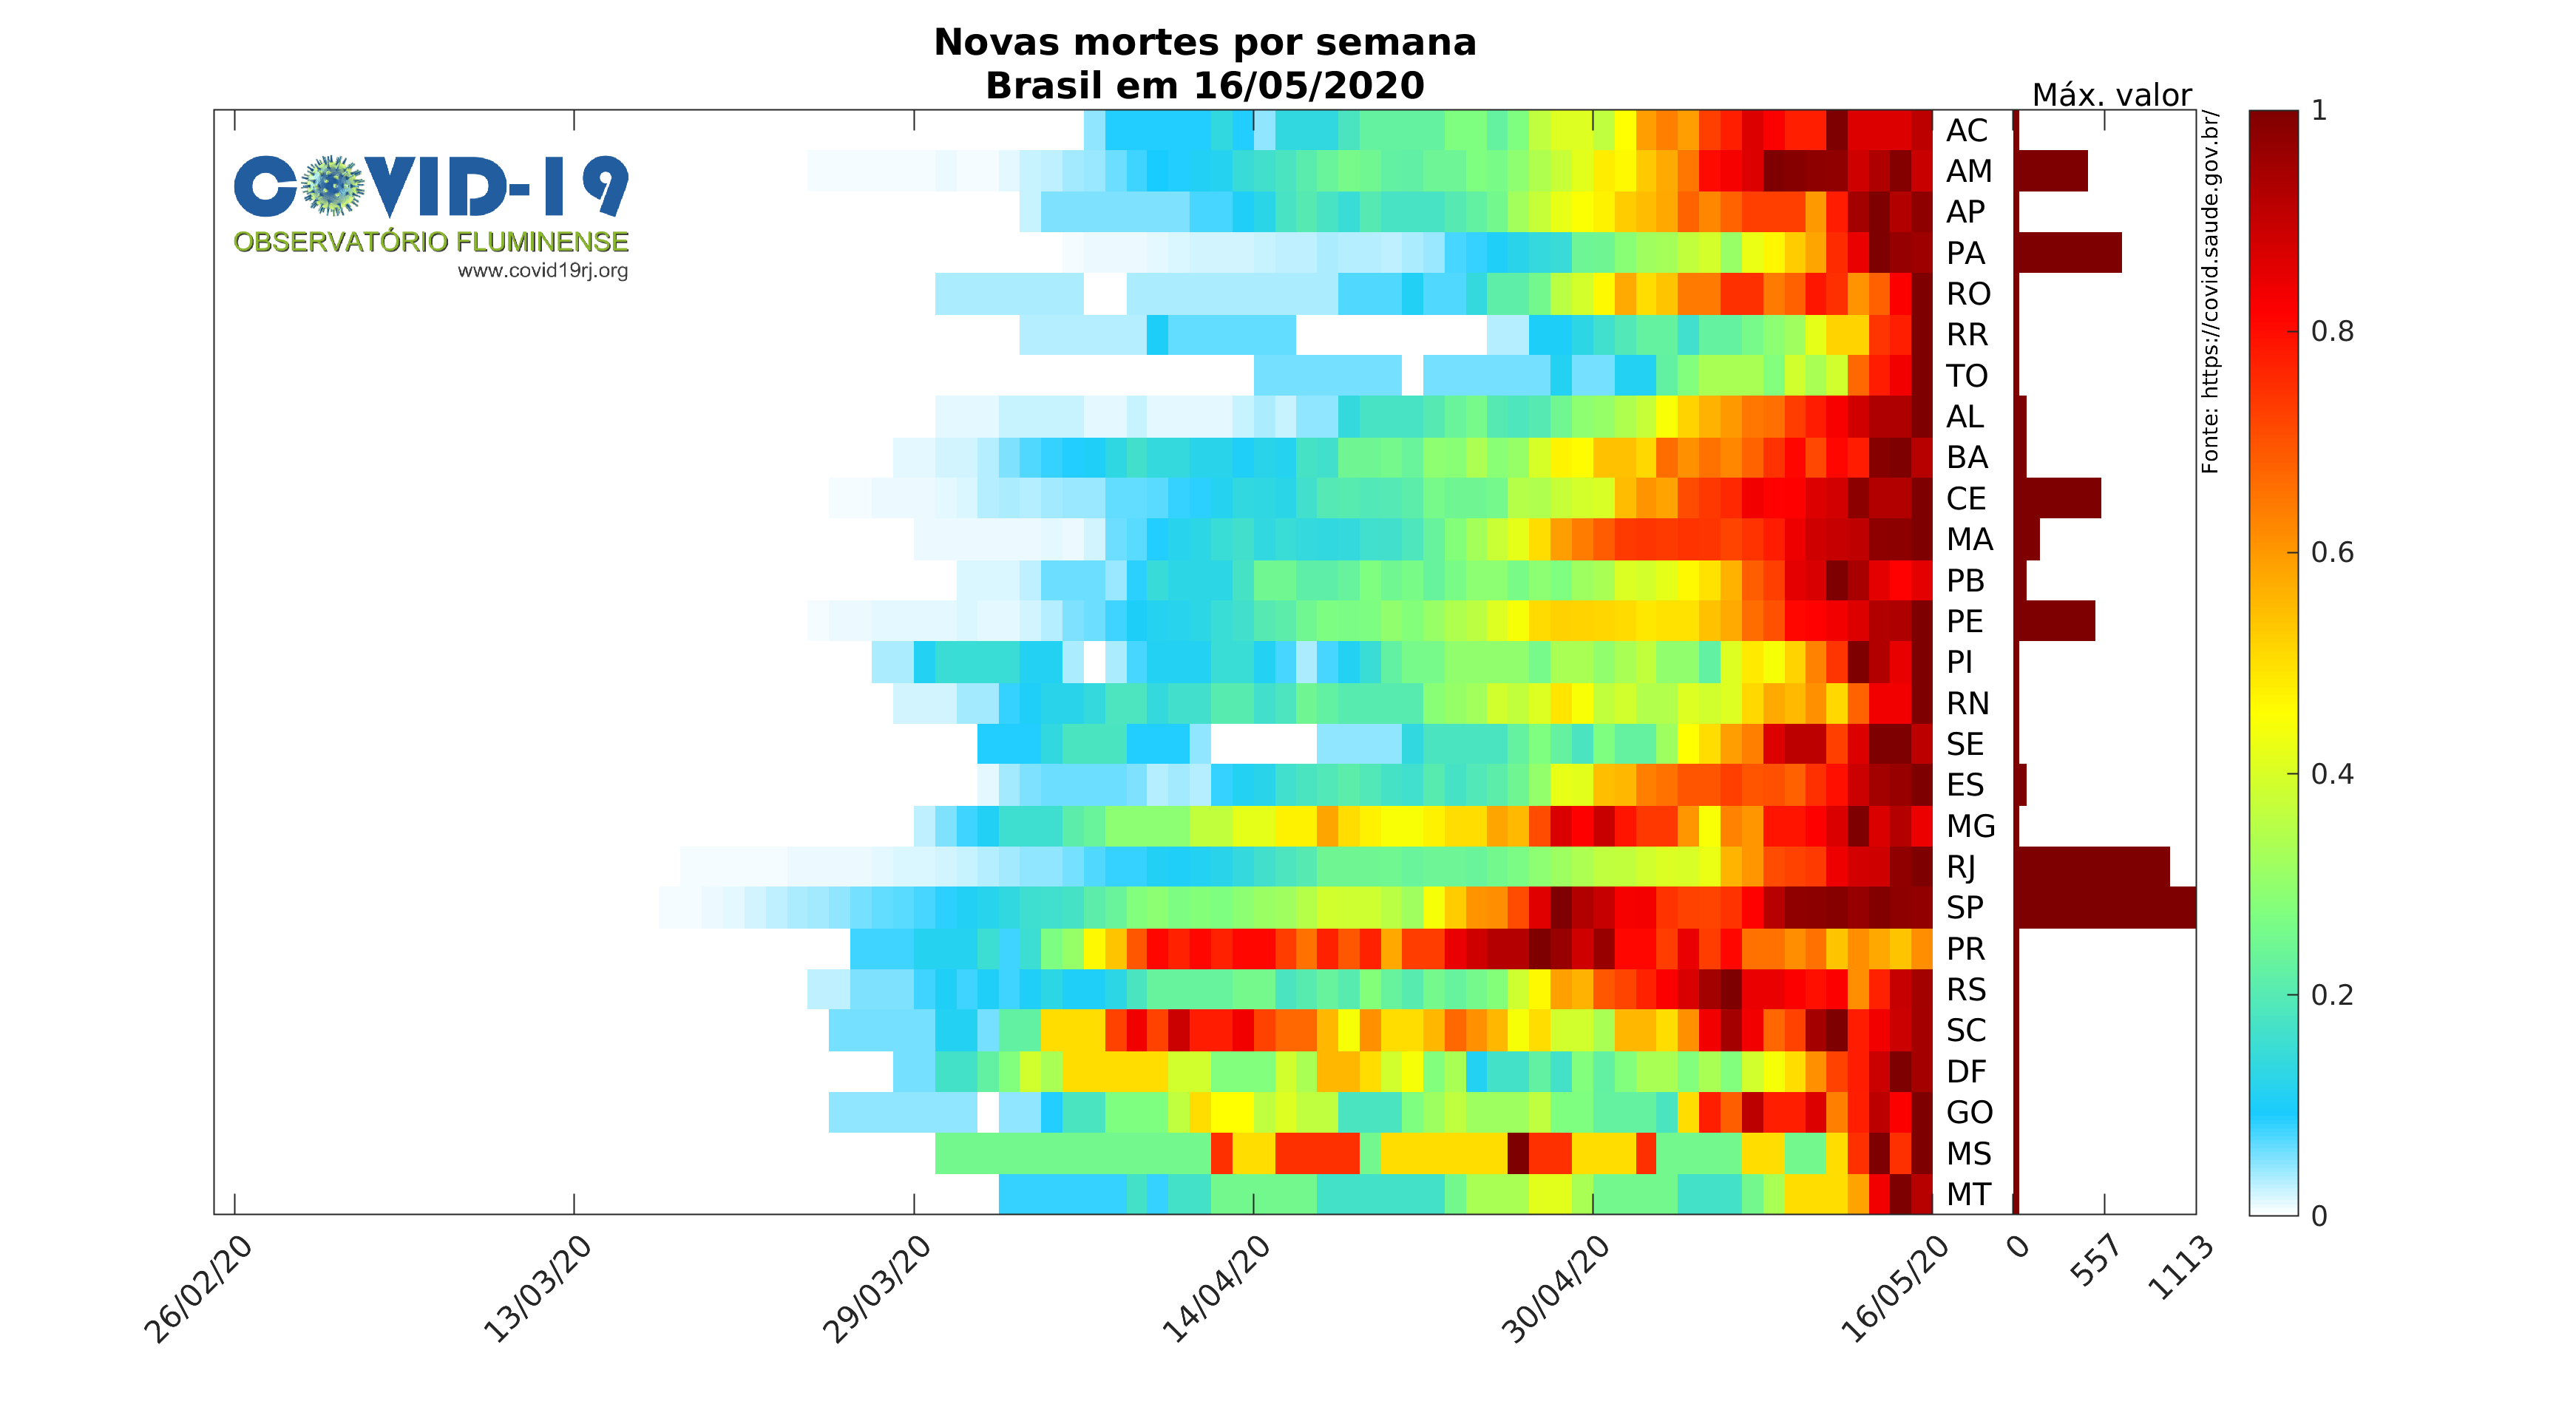 Novas mortes por semana
Brasil em 16/05/2020
Máx. valor
COVID-19
OBSERVATÓRIO FLUMINENSE
www.covid19rj.org
AC
AM
AP
PA
RO
RR
TO
AL
BA
CE
MA
PB
PE
PI
RN
SE
ES
MG
RJ
SP
PR
RS
SC
DF
GO
MS
MT
Fonte: https://covid.saude.gov.br/
1
0.8
0.6
0.4
0.2
0
26/02/20
13/03/20
29/03/20
14/04/20
30/04/20
16/05/20
0
557
1113